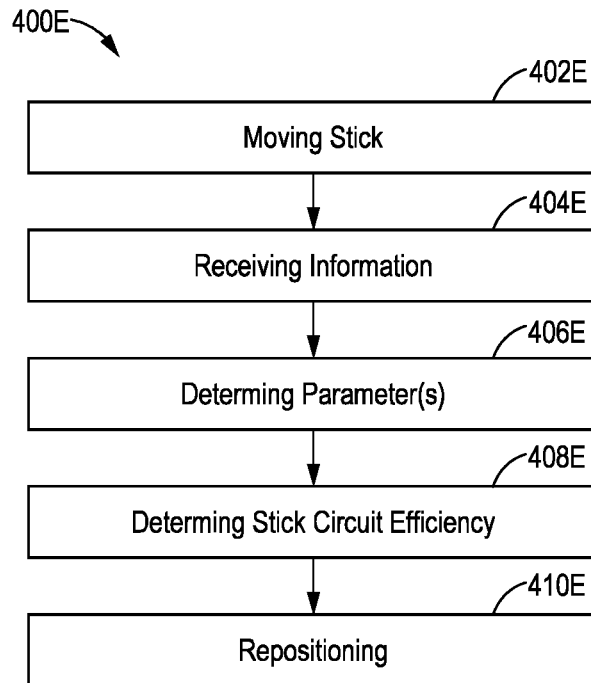 400E
402E
Moving Stick
404E
Receiving Information
406E
Determing Parameter(s)
408E
Determing Stick Circuit Efficiency
410E
Repositioning